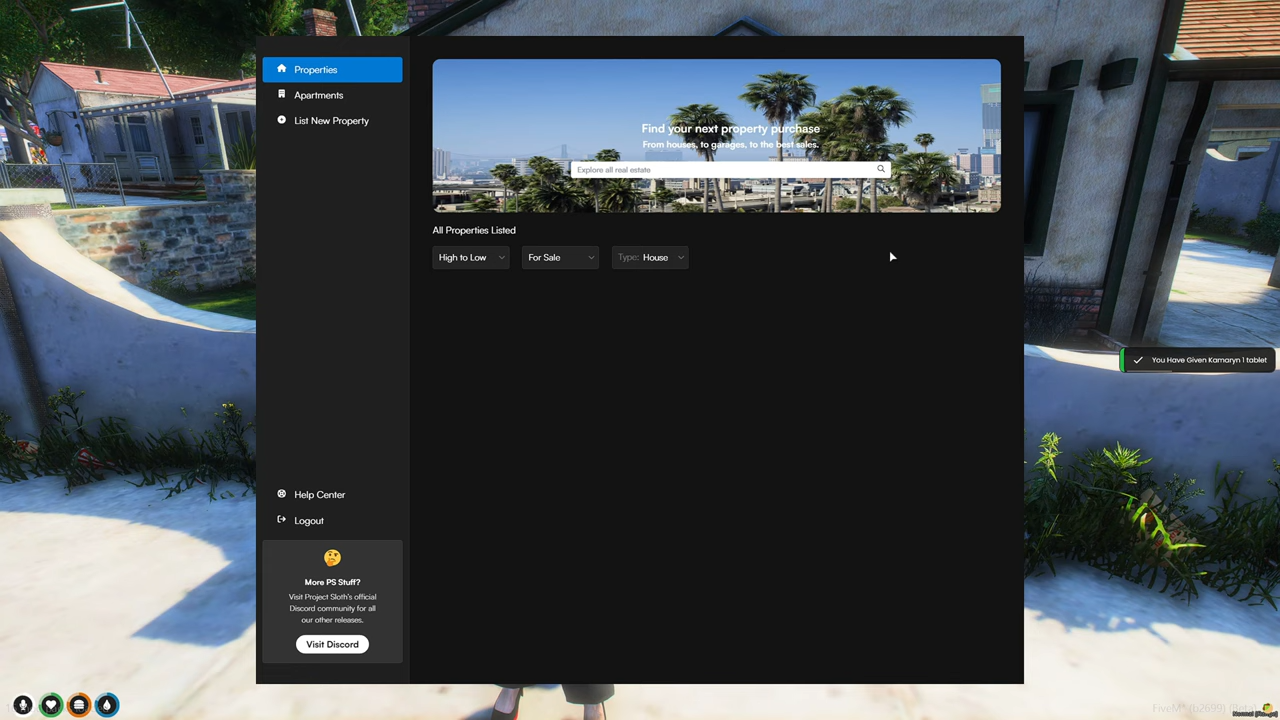 Properties
Apartments
List New Property
Find your next property purchase
From houses, to garages, to the best sales.
Explore all real estate
All Properties Listed
High to Low
For Sale
Type: House
You Have Given Kamaryn 1 tablet
Help Center
Logout
More PS Stuff?
Visit Project Sloth's official
Discord community for all
our other releases.
Visit Discord